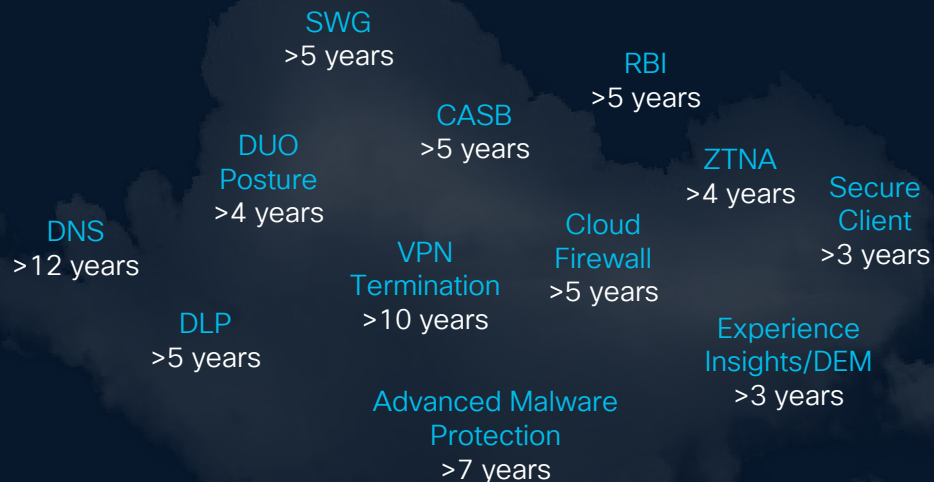 SWG
>5 years
RBI
>5 years
CASB
>5 years
DUO
Posture
>4 years
ZTNA
>4 years
Secure
Client
>3 years
DNS
>12 years
VPN
Termination
>10 years
Cloud
Firewall
>5 years
DLP
>5 years
Experience
Insights/DEM
>3 years
Advanced Malware
Protection
>7 years